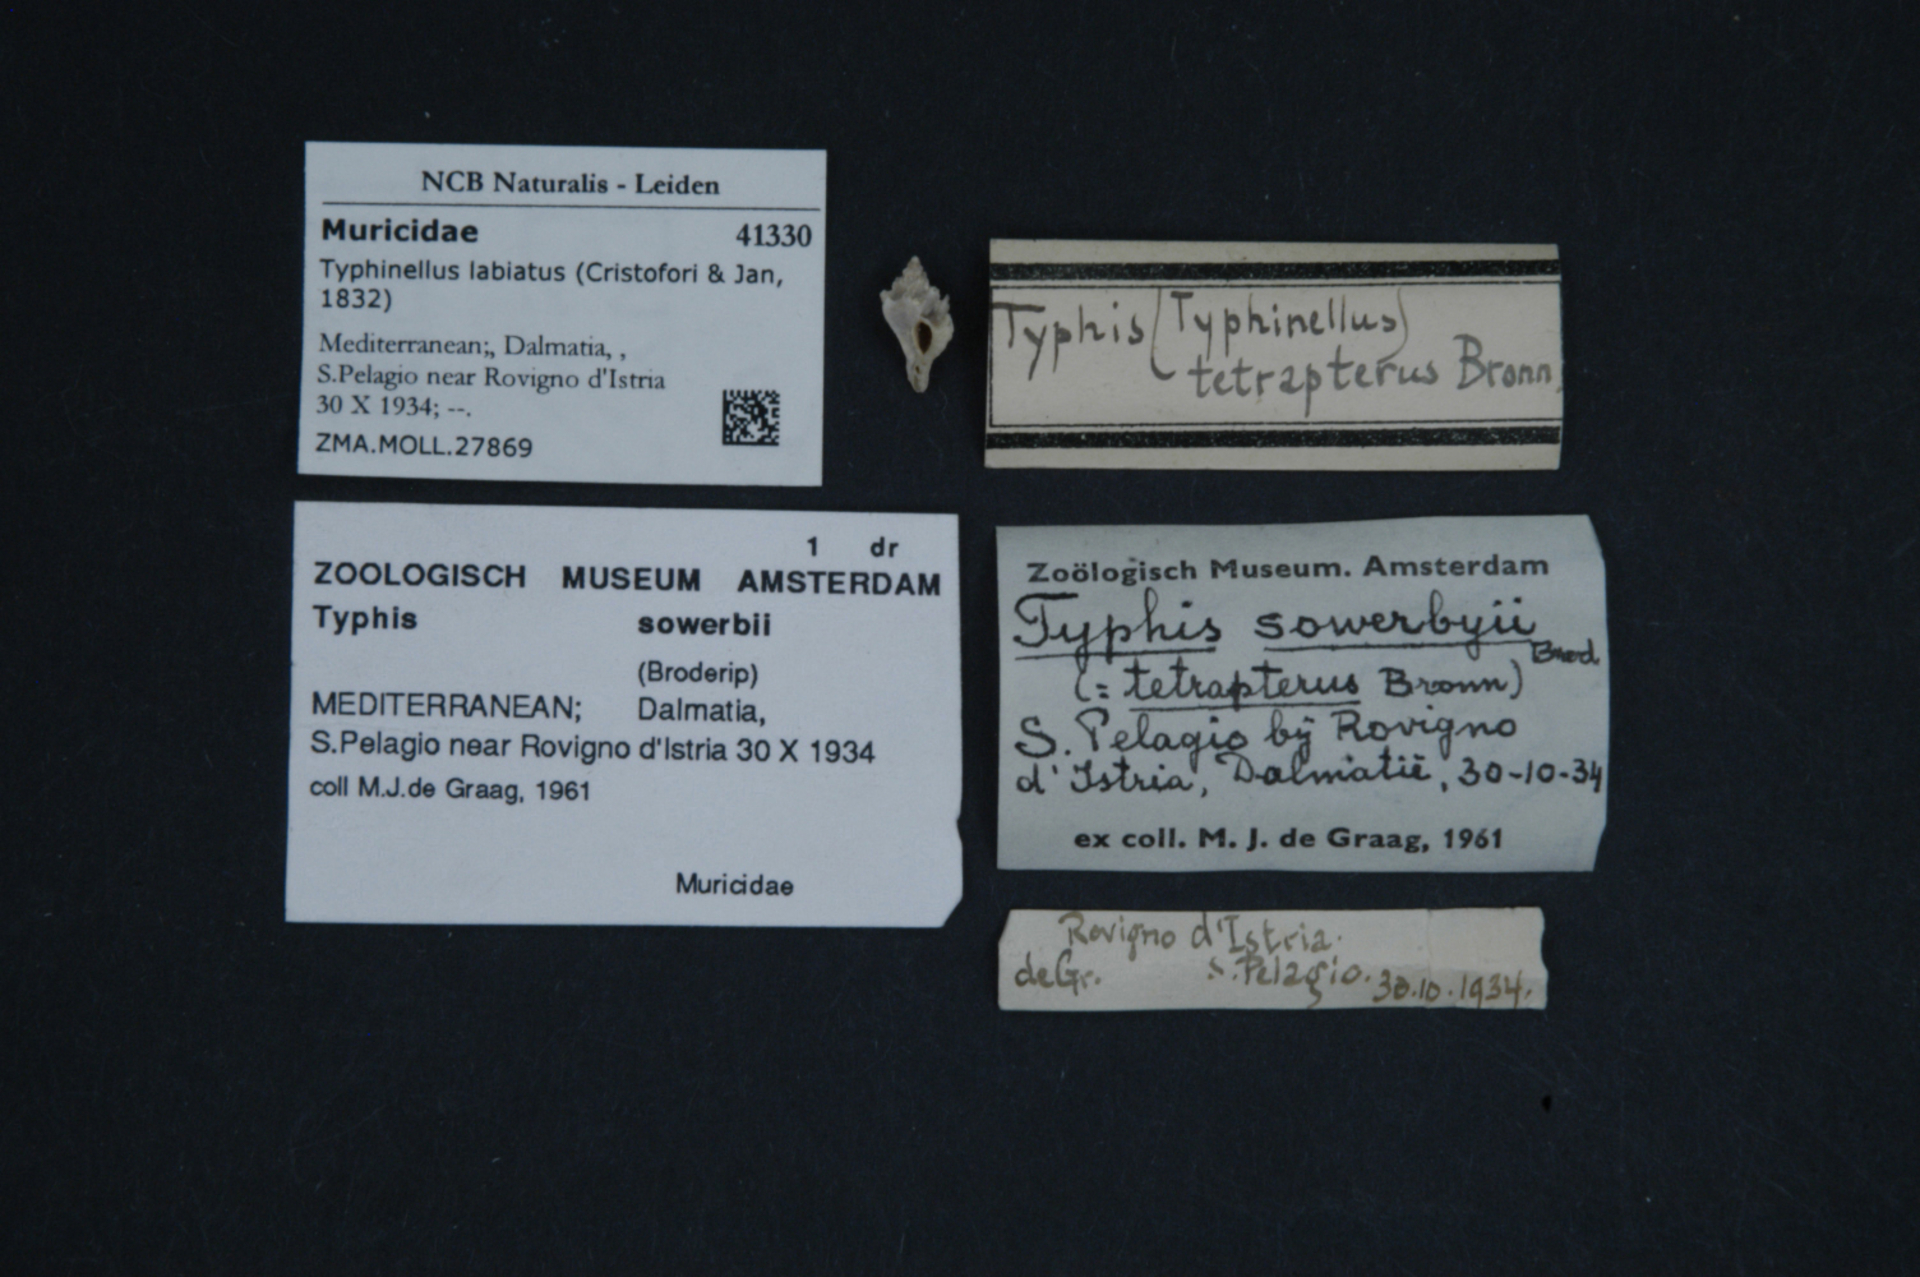 NCB Naturalis - Leiden
Muricidae 41330
Typhinellus labiatus (Cristofori & Jan,
1832)
Mediterranean;, Dalmatia, ,
S.Pelagio near Rovigno d'Istria
30 X 1934; --.
ZMA.MOLL.27869
Typhis (Typhinellus)
tetrapterus Bronn.
1 dr
ZOOLOGISCH MUSEUM AMSTERDAM
Typhis sowerbii
(Broderip)
MEDITERRANEAN; Dalmatia,
S.Pelagio near Rovigno d'Istria 30 X 1934
coll M.J.de Graag, 1961
Muricidae
Zoölogisch Museum. Amsterdam
Typhis sowerbyii
Brod.
(= tetrapterus Bronn)
S. Pelagio bij Rovigno
d'Istria, Dalmatië, 30-10-34
ex coll. M. J. de Graag, 1961
Rovigno d'Istria.
deGr. S. Pelagio. 30.10.1934.